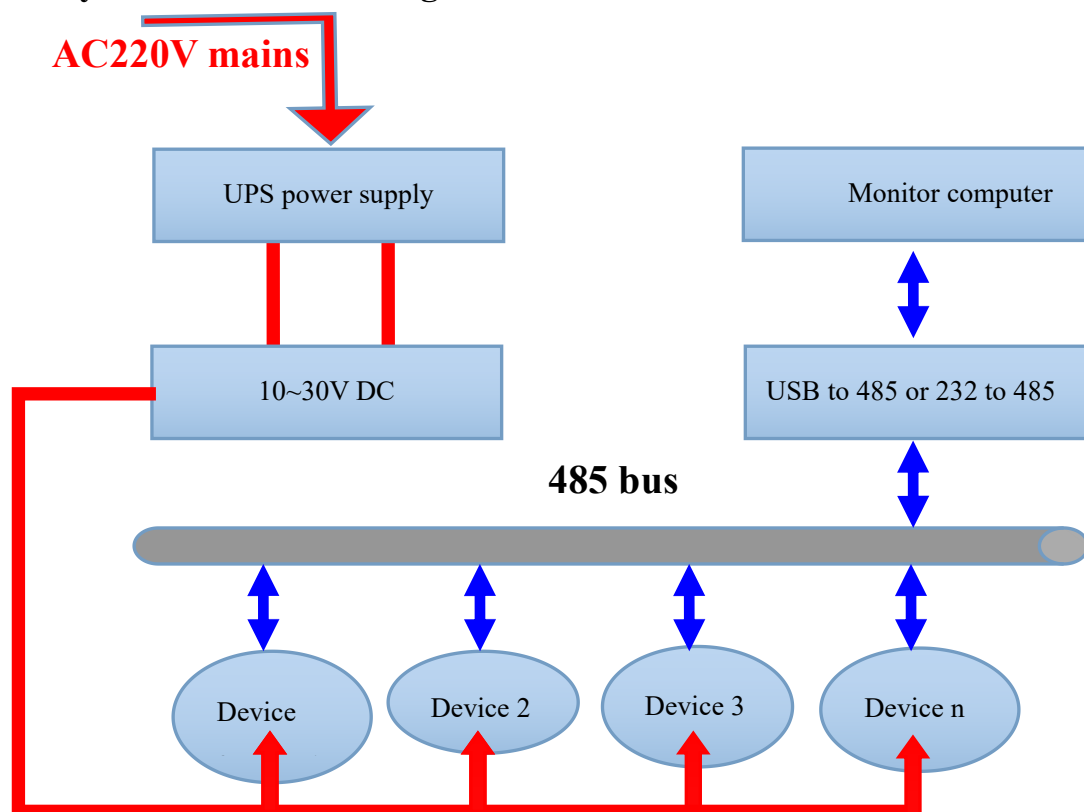 AC220V mains
UPS power supply
Monitor computer
10~30V DC
USB to 485 or 232 to 485
485 bus
Device
Device 2
Device 3
Device n